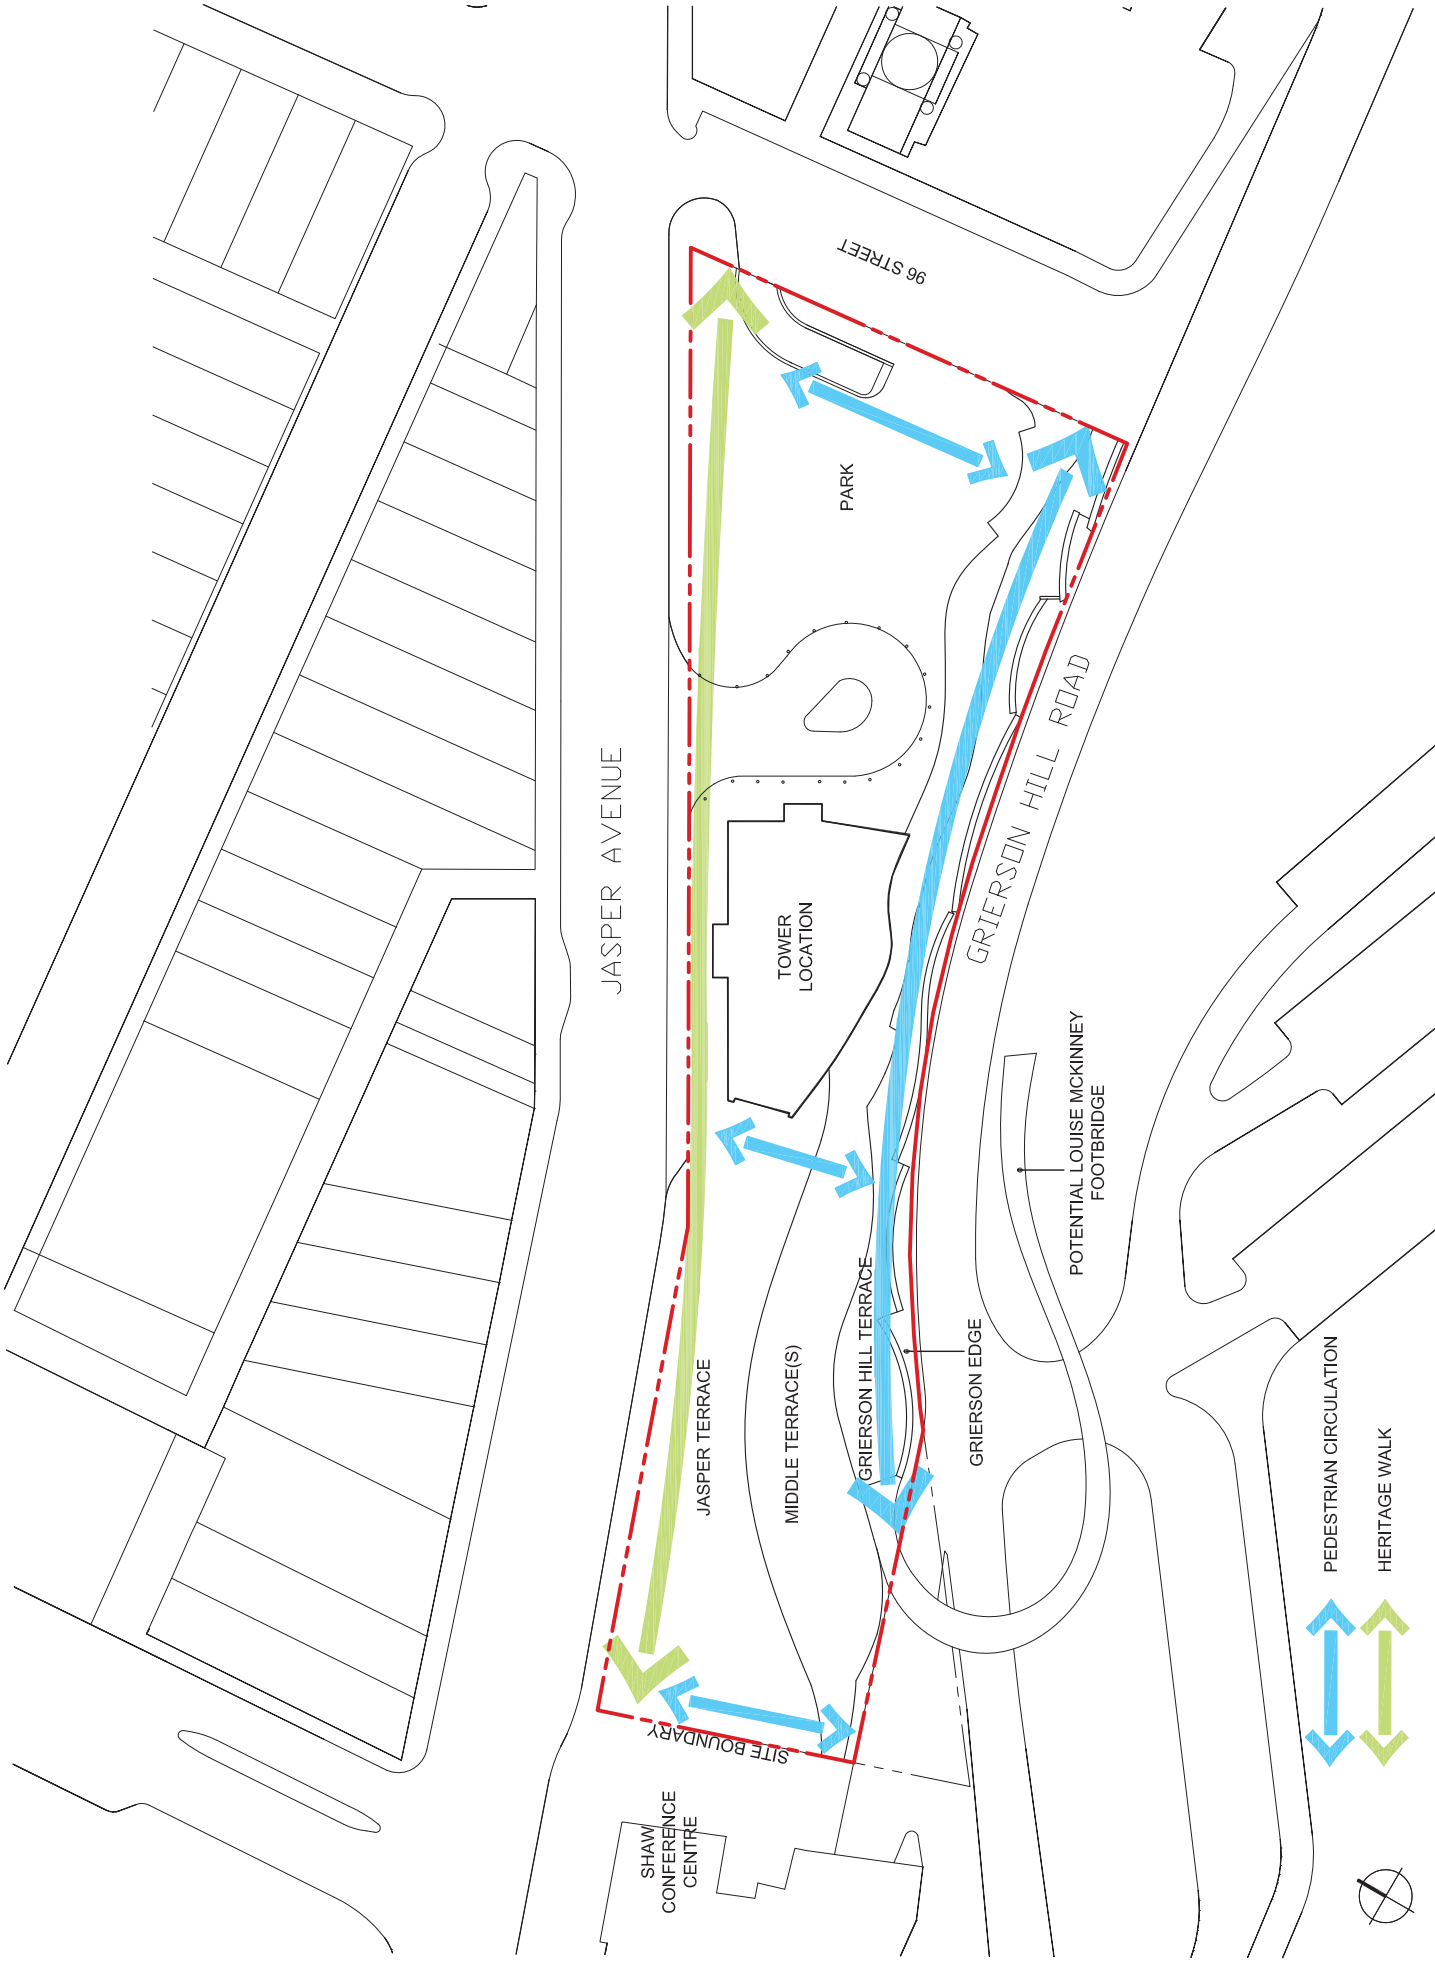 96 STREET
PARK
JASPER AVENUE
TOWER
LOCATION
GRIERSON HILL ROAD
POTENTIAL LOUISE MCKINNEY
FOOTBRIDGE
GRIERSON HILL TERRACE
GRIERSON EDGE
JASPER TERRACE
MIDDLE TERRACE(S)
SITE BOUNDARY
SHAW
CONFERENCE
CENTRE
PEDESTRIAN CIRCULATION
HERITAGE WALK